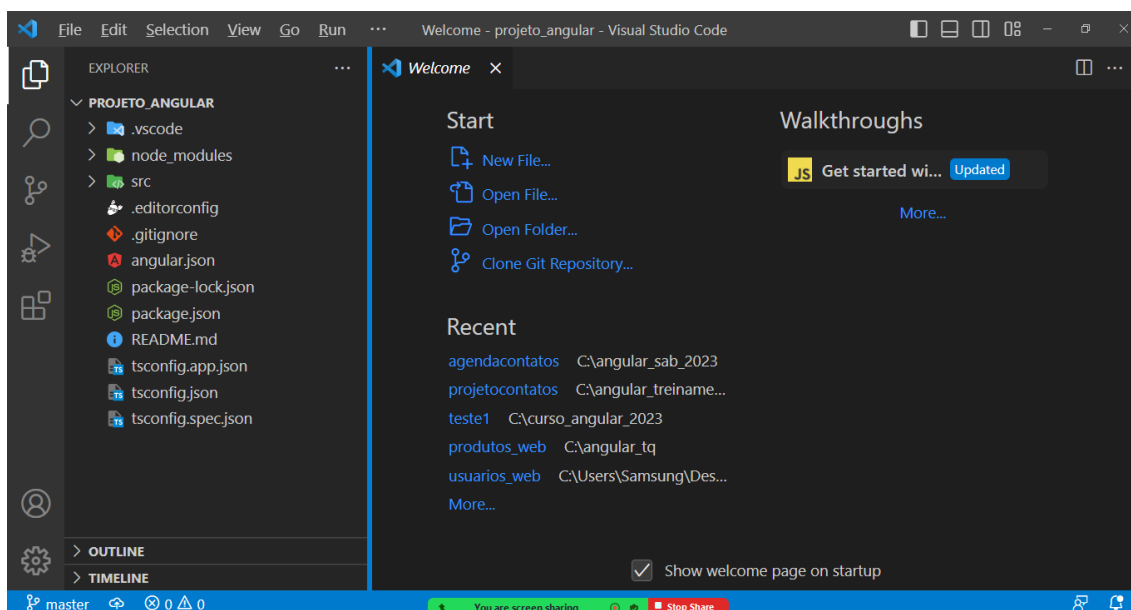 File Edit Selection View Go Run ··· Welcome - projeto_angular - Visual Studio Code
EXPLORER ···
PROJETO_ANGULAR
.vscode
node_modules
src
.editorconfig
.gitignore
angular.json
package-lock.json
package.json
README.md
tsconfig.app.json
tsconfig.json
tsconfig.spec.json
OUTLINE
TIMELINE
Welcome
Start
New File...
Open File...
Open Folder...
Clone Git Repository...
Recent
agendacontatos C:\angular_sab_2023
projetocontatos C:\angular_treiname...
teste1 C:\curso_angular_2023
produtos_web C:\angular_tq
usuarios_web C:\Users\Samsung\Des...
More...
Walkthroughs
JS Get started wi... Updated
More...
Show welcome page on startup
master 0 0
You are screen sharing Stop Share